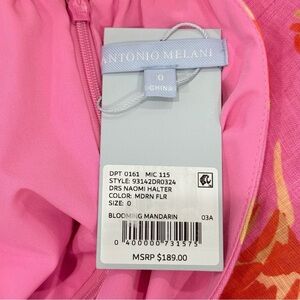 ANTONIO MELANI
0
CHINA
DPT 0161 MIC 115
STYLE: 93142DR0324
DRS NAOMI HALTER
COLOR: MDRN FLR
SIZE: 0
BLOOMING MANDARIN 03A
0 400000 731575
MSRP $189.00